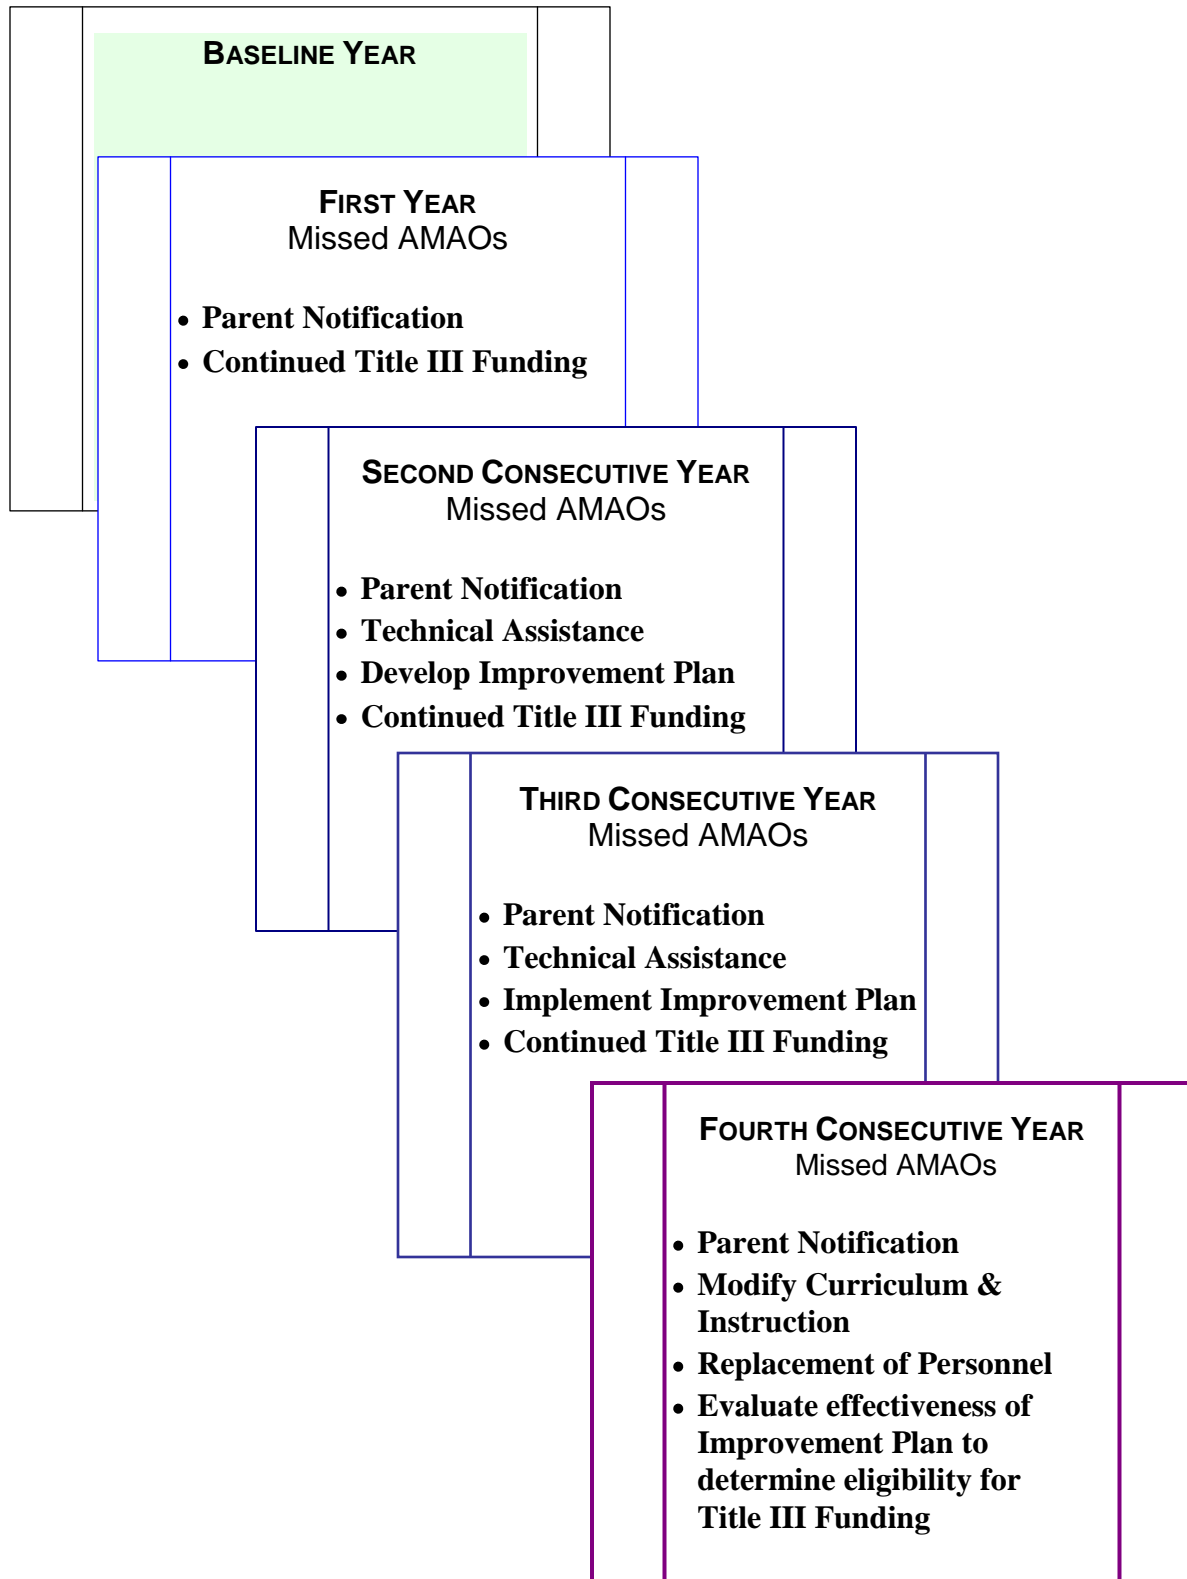 BASELINE YEAR
FIRST YEAR
Missed AMAOs
• Parent Notification
• Continued Title III Funding
SECOND CONSECUTIVE YEAR
Missed AMAOs
• Parent Notification
• Technical Assistance
• Develop Improvement Plan
• Continued Title III Funding
THIRD CONSECUTIVE YEAR
Missed AMAOs
• Parent Notification
• Technical Assistance
• Implement Improvement Plan
• Continued Title III Funding
FOURTH CONSECUTIVE YEAR
Missed AMAOs
• Parent Notification
• Modify Curriculum &
Instruction
• Replacement of Personnel
• Evaluate effectiveness of
Improvement Plan to
determine eligibility for
Title III Funding